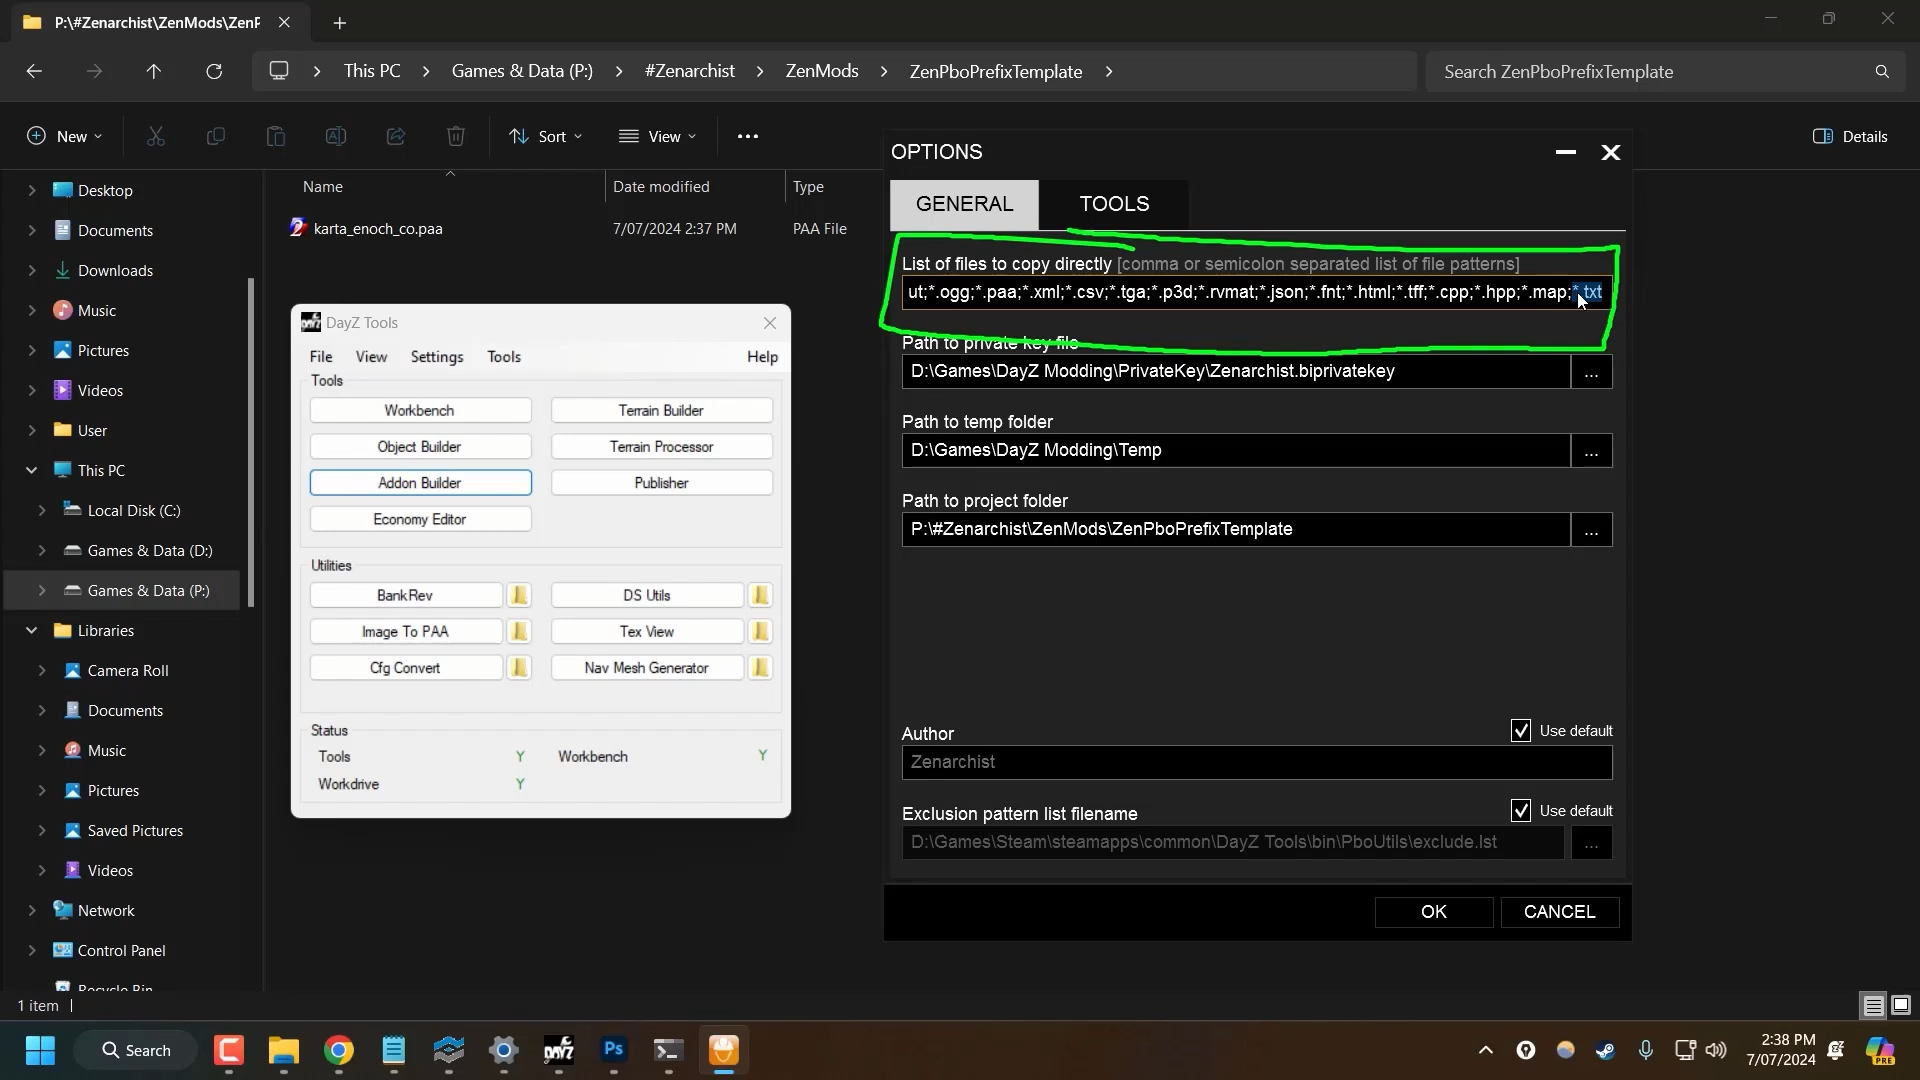 P:\#Zenarchist\ZenMods\ZenF
This PC
Games & Data (P:)
#Zenarchist
ZenMods
ZenPboPrefixTemplate
Search ZenPboPrefixTemplate
New
Sort
View
Details
Name
Date modified
Type
karta_enoch_co.paa
7/07/2024 2:37 PM
PAA File
Desktop
Documents
Downloads
Music
Pictures
Videos
User
This PC
Local Disk (C:)
Games & Data (D:)
Games & Data (P:)
Libraries
Camera Roll
Documents
Music
Pictures
Saved Pictures
Videos
Network
Control Panel
Recycle Bin
1 item
DayZ Tools
File
View
Settings
Tools
Help
Tools
Workbench
Terrain Builder
Object Builder
Terrain Processor
Addon Builder
Publisher
Economy Editor
Utilities
BankRev
DS Utils
Image To PAA
Tex View
Cfg Convert
Nav Mesh Generator
Status
Tools Y
Workbench Y
Workdrive Y
OPTIONS
GENERAL
TOOLS
List of files to copy directly [comma or semicolon separated list of file patterns]
ut;*.ogg;*.paa;*.xml;*.csv;*.tga;*.p3d;*.rvmat;*.json;*.fnt;*.html;*.tff;*.cpp;*.hpp;*.map;*.txt
Path to private key file
D:\Games\DayZ Modding\PrivateKey\Zenarchist.biprivatekey
...
Path to temp folder
D:\Games\DayZ Modding\Temp
...
Path to project folder
P:\#Zenarchist\ZenMods\ZenPboPrefixTemplate
...
Author
Use default
Zenarchist
Exclusion pattern list filename
Use default
D:\Games\Steam\steamapps\common\DayZ Tools\bin\PboUtils\exclude.lst
...
OK
CANCEL
Search
DAYZ
Ps
2:38 PM
7/07/2024
PRE